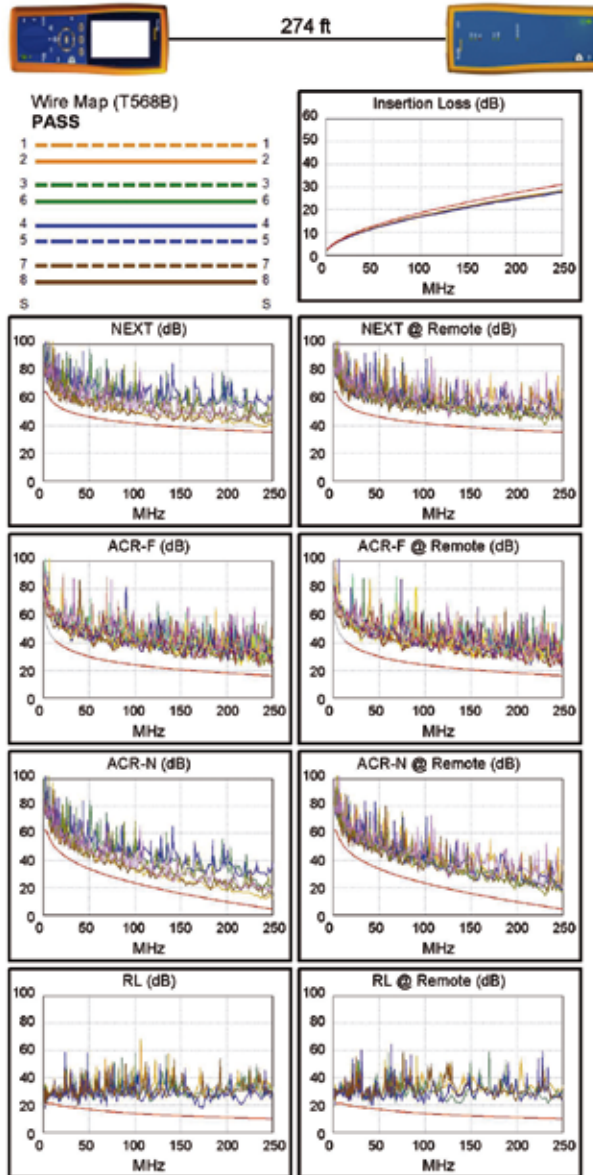 274 ft
Wire Map (T568B)
PASS
1 1
2 2
3 3
6 6
4 4
5 5
7 7
8 8
S S
Insertion Loss (dB)
60
50
40
30
20
10
0
0 50 100 150 200 250
MHz
NEXT (dB)
100
80
60
40
20
0
0 50 100 150 200 250
MHz
NEXT @ Remote (dB)
100
80
60
40
20
0
0 50 100 150 200 250
MHz
ACR-F (dB)
100
80
60
40
20
0
0 50 100 150 200 250
MHz
ACR-F @ Remote (dB)
100
80
60
40
20
0
0 50 100 150 200 250
MHz
ACR-N (dB)
100
80
60
40
20
0
0 50 100 150 200 250
MHz
ACR-N @ Remote (dB)
100
80
60
40
20
0
0 50 100 150 200 250
MHz
RL (dB)
100
80
60
40
20
0
0 50 100 150 200 250
MHz
RL @ Remote (dB)
100
80
60
40
20
0
0 50 100 150 200 250
MHz